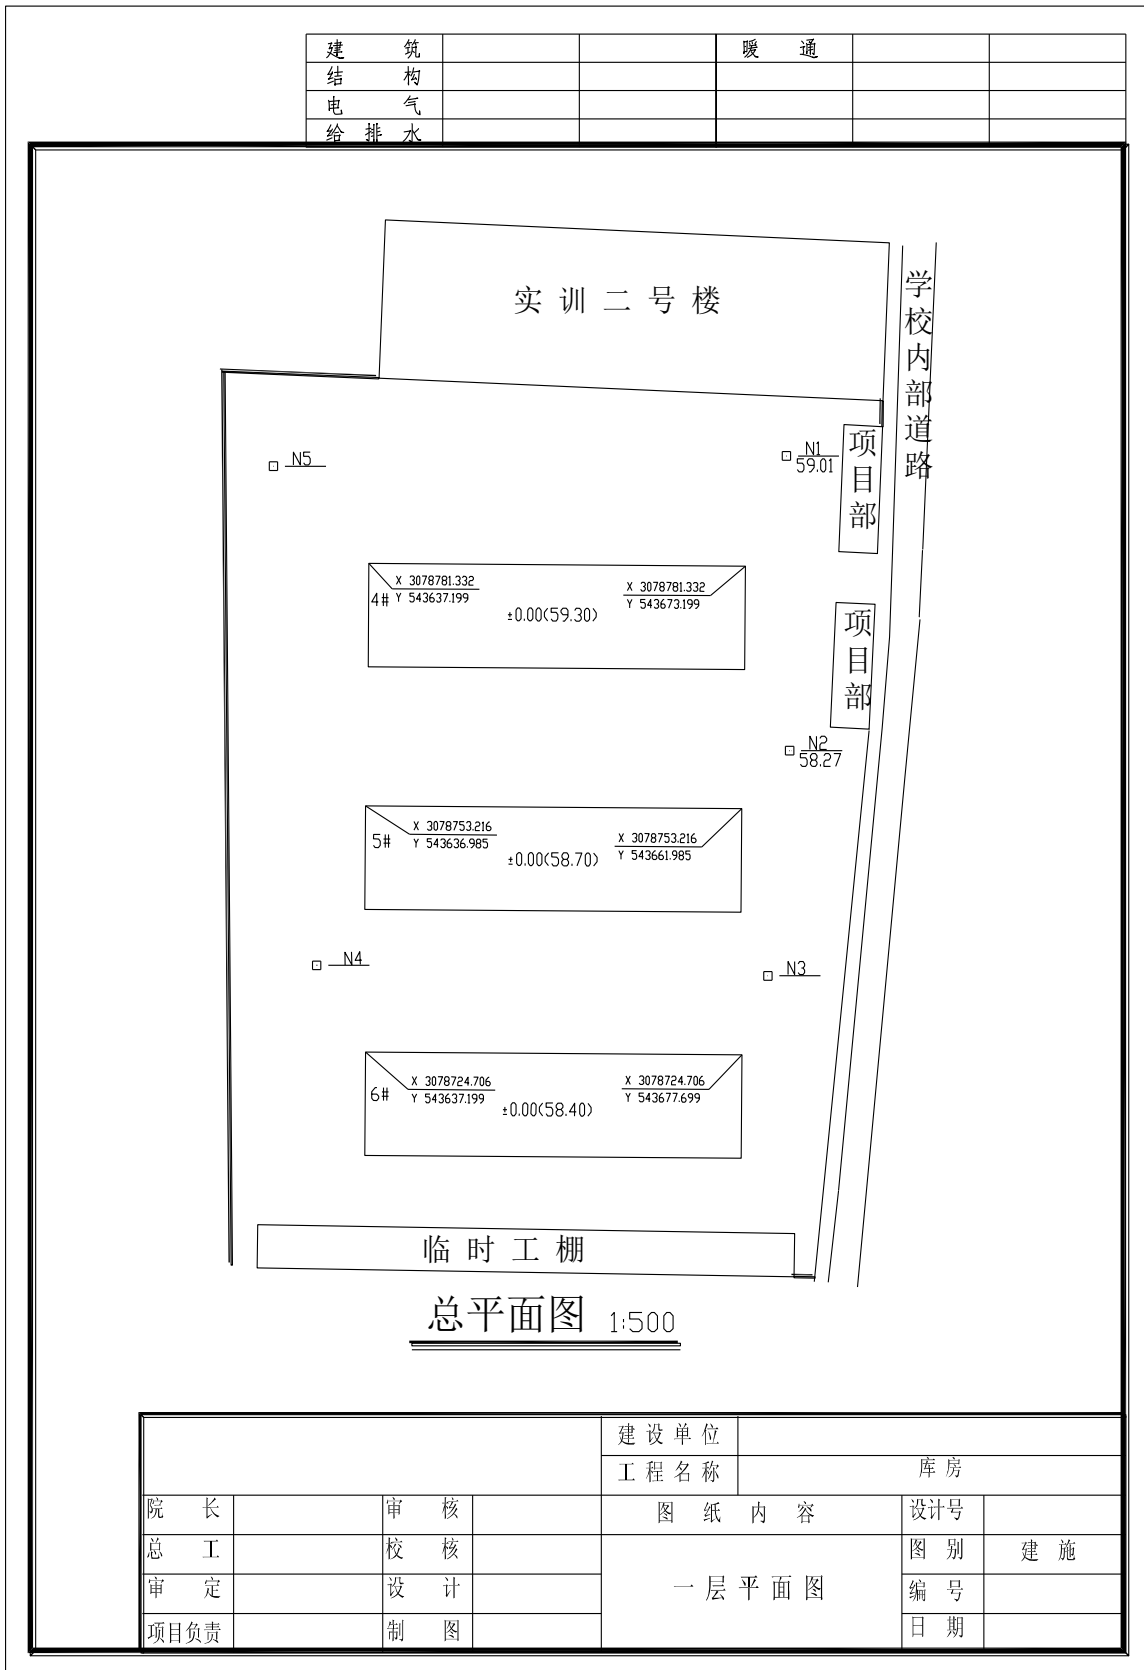 建 筑 暖 通
结 构
电 气
给 排 水
实训二号楼
学校内部道路
N5
N1
59.01
项目部
X 3078781.332
Y 543637.199
X 3078781.332
Y 543673.199
4#
±0.00(59.30)
项目部
N2
58.27
X 3078753.216
Y 543636.985
X 3078753.216
Y 543661.985
5#
±0.00(58.70)
N4
N3
X 3078724.706
Y 543637.199
X 3078724.706
Y 543677.699
6#
±0.00(58.40)
临时工棚
总平面图 1:500
建设单位
工程名称 库房
院 长 审 核 图 纸 内 容 设计号
总 工 校 核 图 别 建 施
审 定 设 计 一层平面图 编 号
项目负责 制 图 日 期